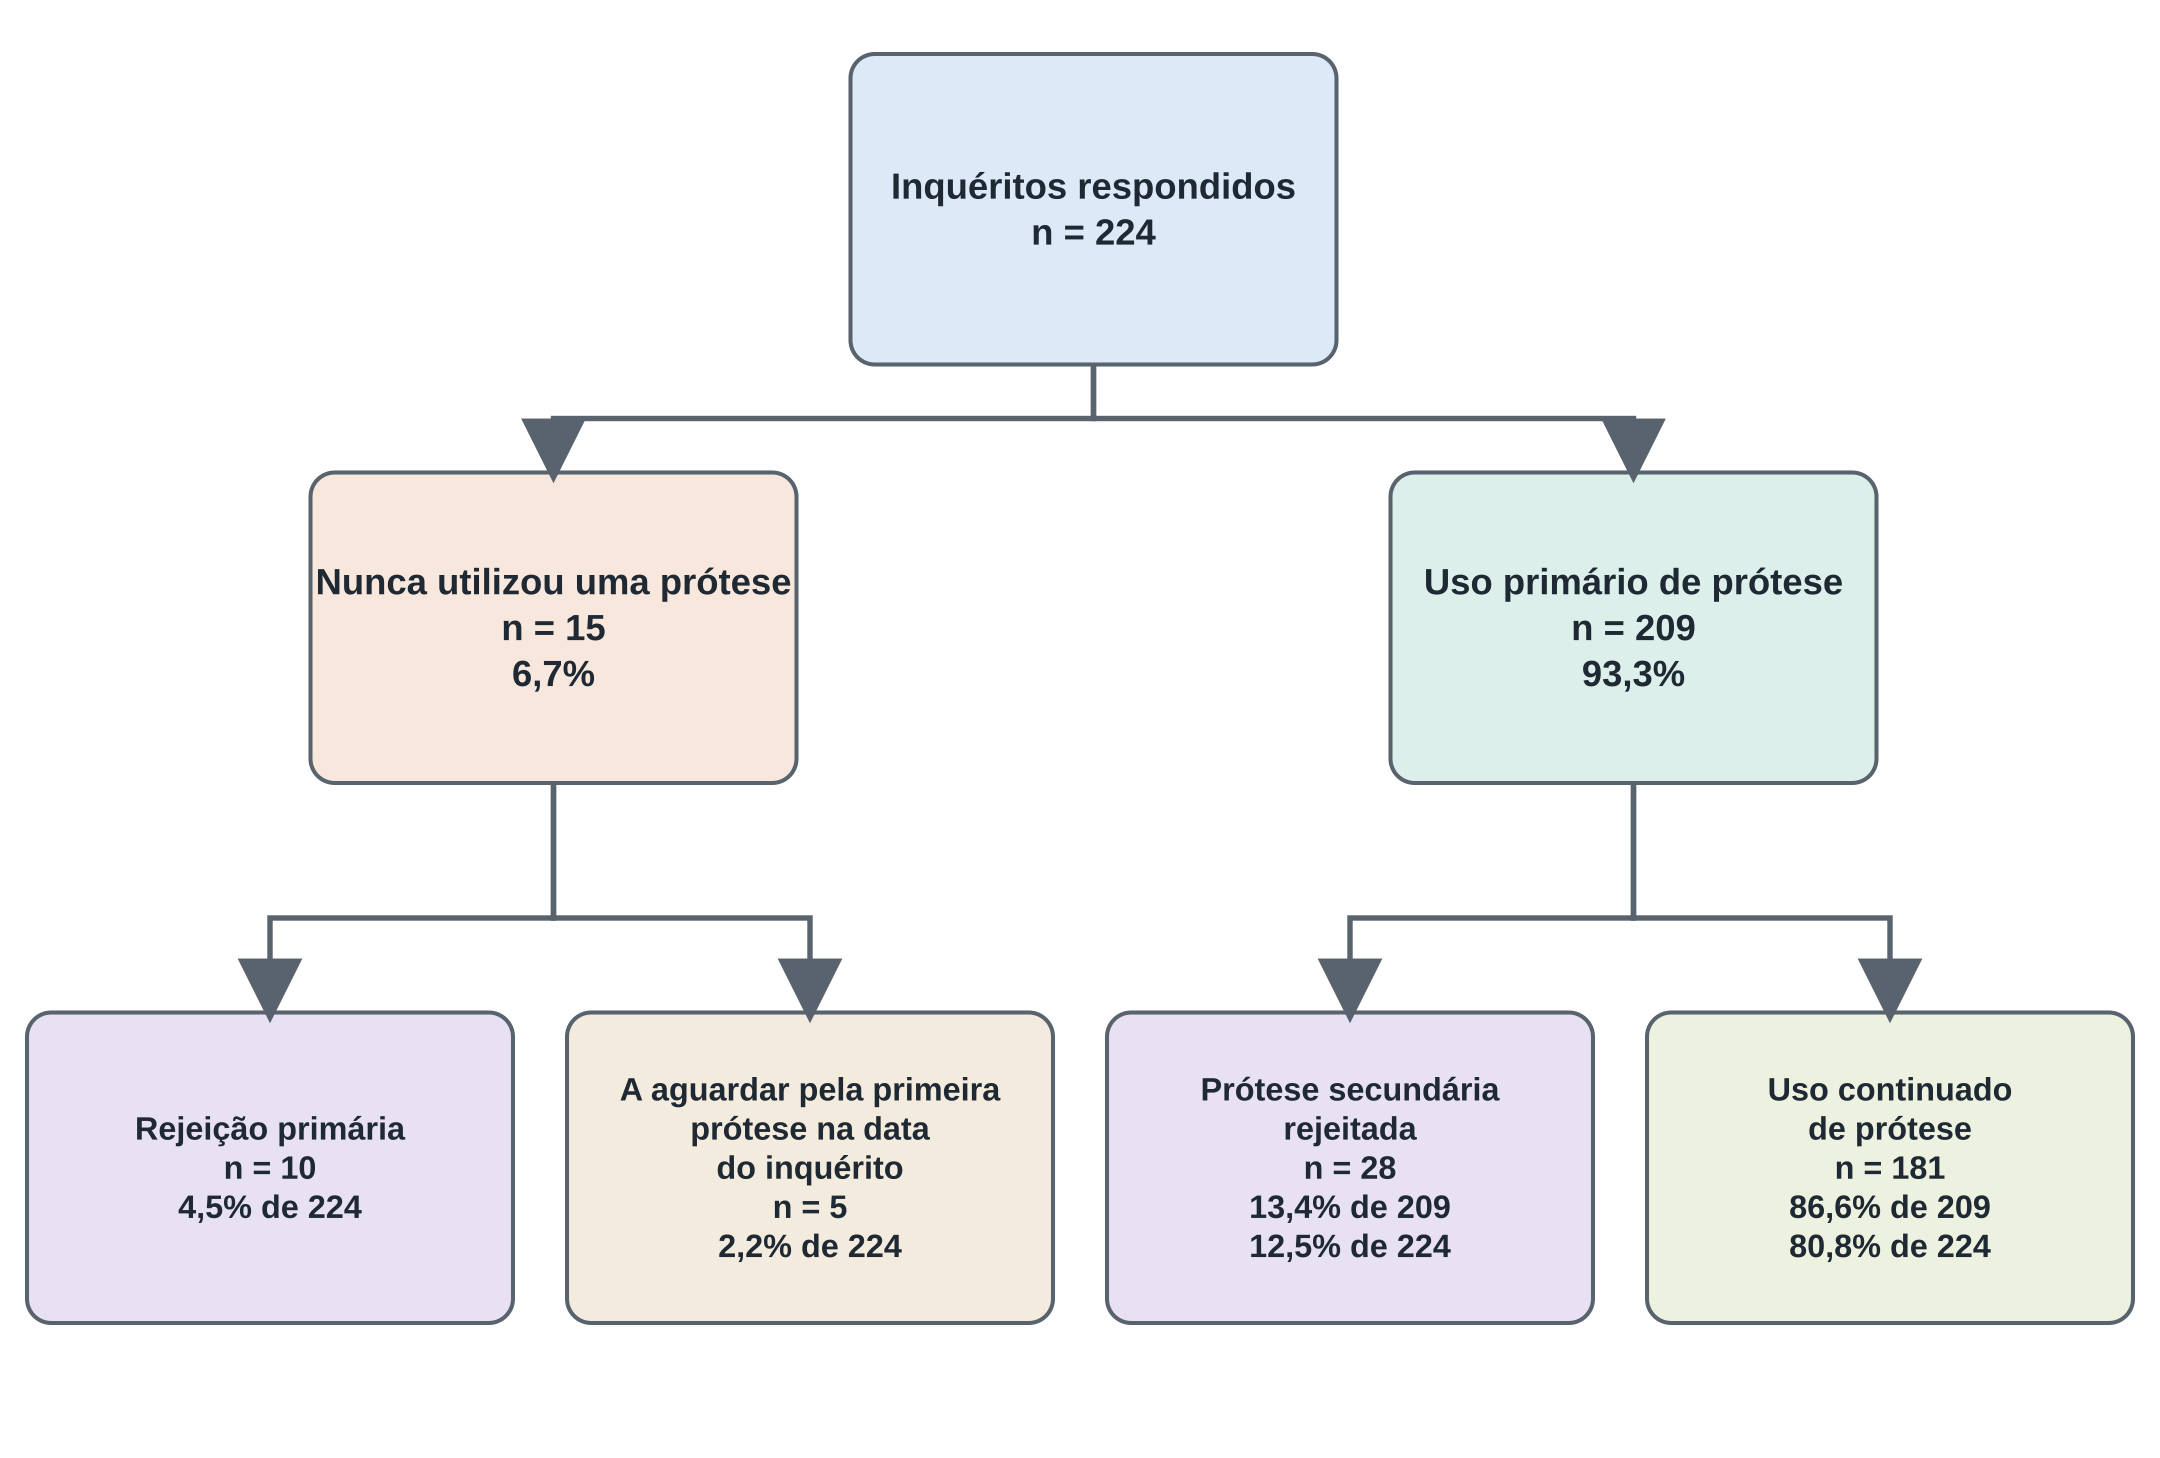 Inquéritos respondidos
n = 224
Nunca utilizou uma prótese
n = 15
6,7%
Uso primário de prótese
n = 209
93,3%
Rejeição primária
n = 10
4,5% de 224
A aguardar pela primeira
prótese na data
do inquérito
n = 5
2,2% de 224
Prótese secundária
rejeitada
n = 28
13,4% de 209
12,5% de 224
Uso continuado
de prótese
n = 181
86,6% de 209
80,8% de 224